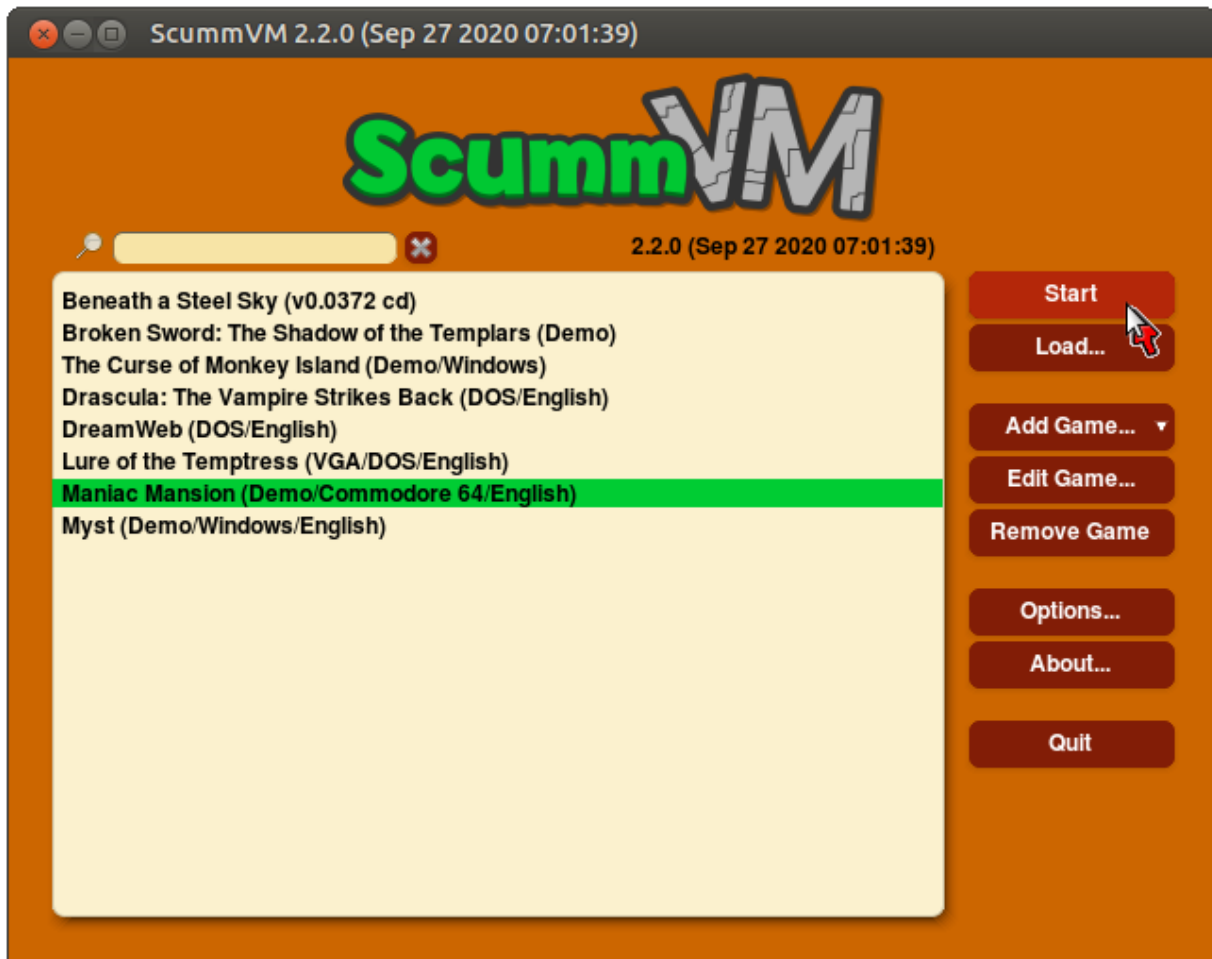 ScummVM 2.2.0 (Sep 27 2020 07:01:39)
ScummVM
2.2.0 (Sep 27 2020 07:01:39)
Beneath a Steel Sky (v0.0372 cd)
Broken Sword: The Shadow of the Templars (Demo)
The Curse of Monkey Island (Demo/Windows)
Drascula: The Vampire Strikes Back (DOS/English)
DreamWeb (DOS/English)
Lure of the Temptress (VGA/DOS/English)
Maniac Mansion (Demo/Commodore 64/English)
Myst (Demo/Windows/English)
Start
Load...
Add Game...
Edit Game...
Remove Game
Options...
About...
Quit